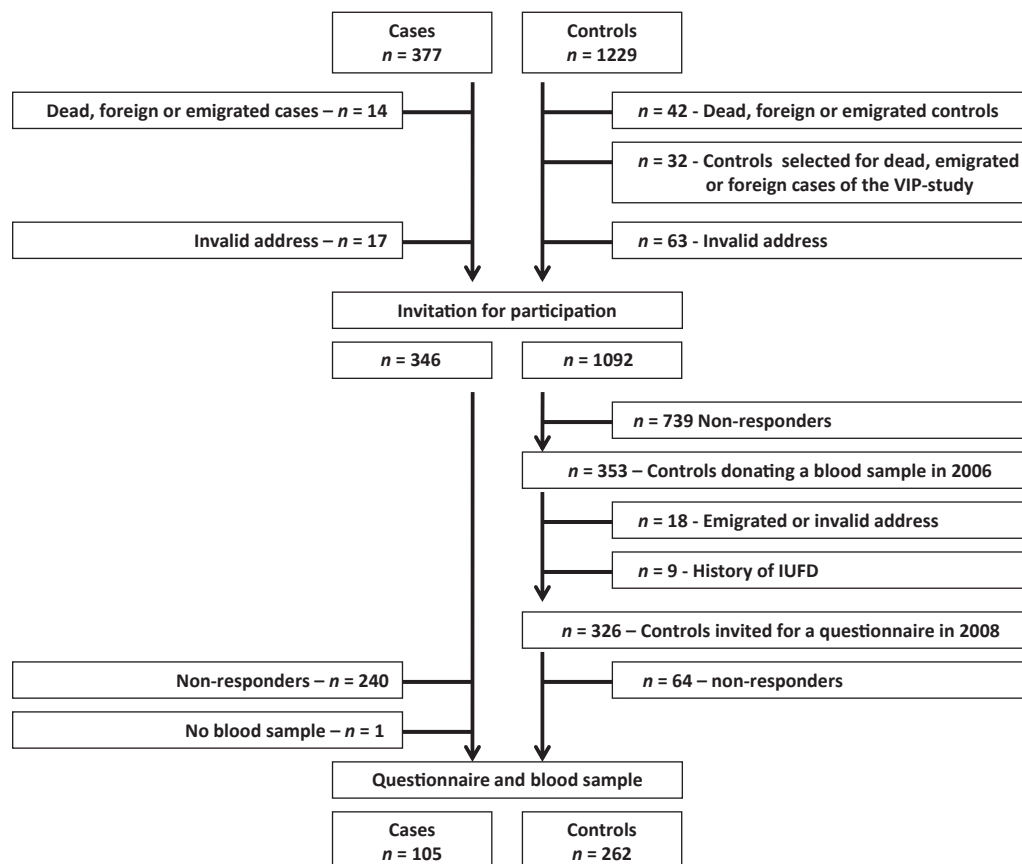 Cases
n = 377
Controls
n = 1229
Dead, foreign or emigrated cases – n = 14
n = 42 - Dead, foreign or emigrated controls
n = 32 - Controls selected for dead, emigrated
or foreign cases of the VIP-study
Invalid address – n = 17
n = 63 - Invalid address
Invitation for participation
n = 346
n = 1092
n = 739 Non-responders
n = 353 – Controls donating a blood sample in 2006
n = 18 - Emigrated or invalid address
n = 9 - History of IUFD
n = 326 – Controls invited for a questionnaire in 2008
Non-responders – n = 240
n = 64 – non-responders
No blood sample – n = 1
Questionnaire and blood sample
Cases
n = 105
Controls
n = 262